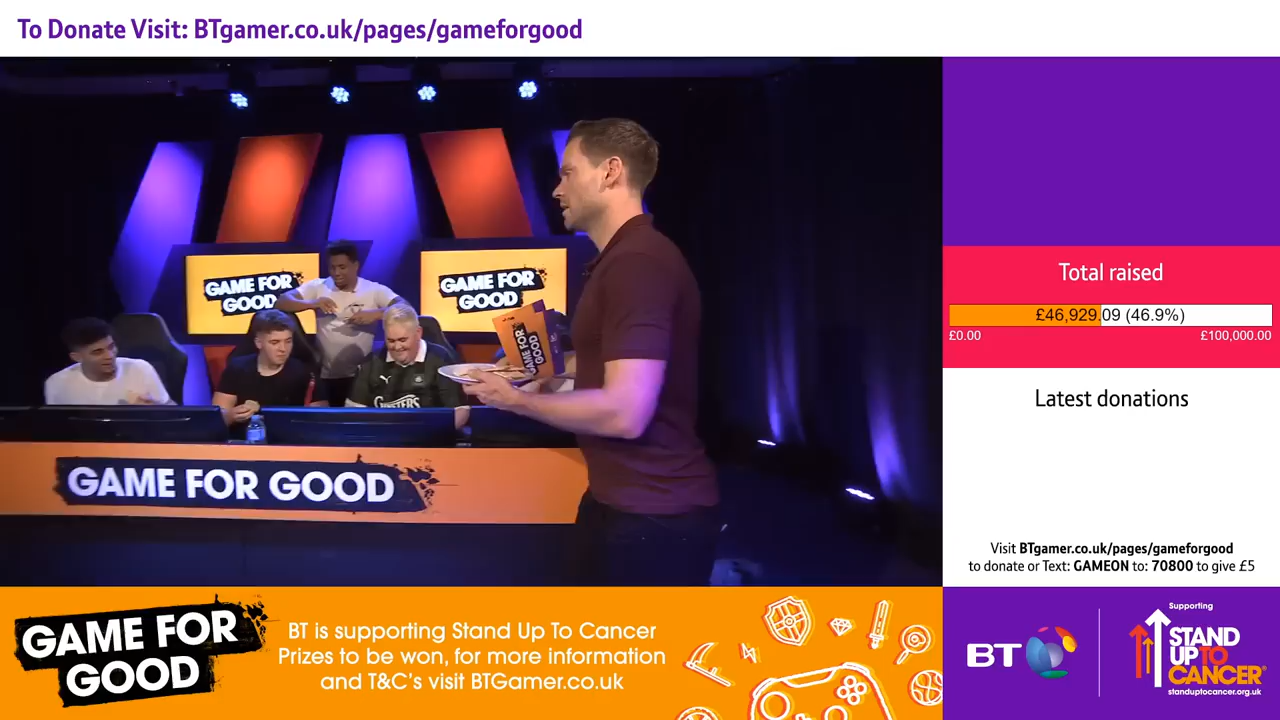 To Donate Visit: BTgamer.co.uk/pages/gameforgood
GAME FOR
GOOD
GAME FOR
GOOD
GAME FOR
GOOD
GINSTERS
GAME FOR GOOD
Total raised
£46,929.09 (46.9%)
£0.00
£100,000.00
Latest donations
Visit BTgamer.co.uk/pages/gameforgood
to donate or Text: GAMEON to: 70800 to give £5
GAME FOR
GOOD
BT is supporting Stand Up To Cancer
Prizes to be won, for more information
and T&C's visit BTGamer.co.uk
BT
Supporting
STAND
UP TO
CANCER
standuptocancer.org.uk